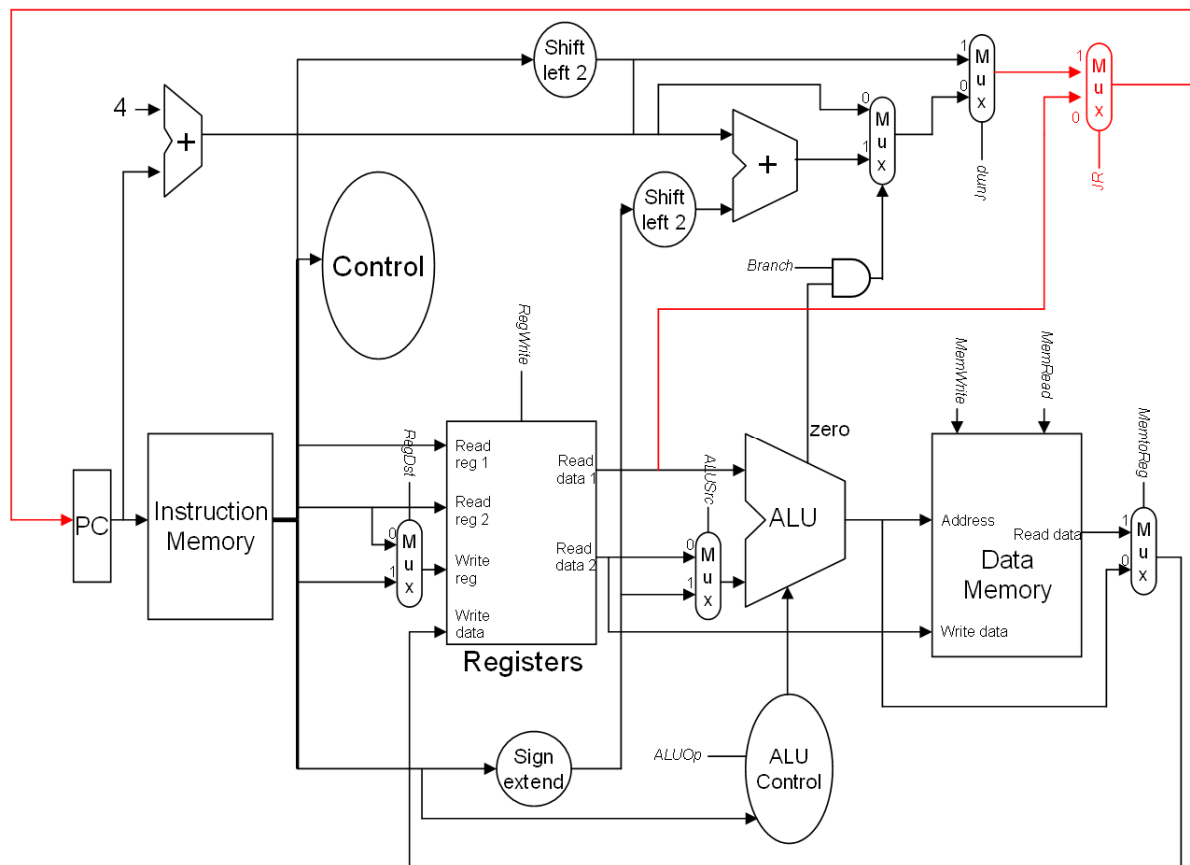 Shift
left 2
1
M
u
x
0
Jump
1
M
u
x
0
JR
4
+
0
M
u
x
1
+
Shift
left 2
Control
Branch
RegWrite
MemWrite
MemRead
MemtoReg
RegDst
ALUSrc
zero
PC
Instruction
Memory
Read
reg 1
Read
reg 2
Write
reg
Write
data
Read
data 1
Read
data 2
Registers
0
M
u
x
1
0
M
u
x
1
ALU
Address
Read data
Data
Memory
Write data
1
M
u
x
0
Sign
extend
ALUOp
ALU
Control